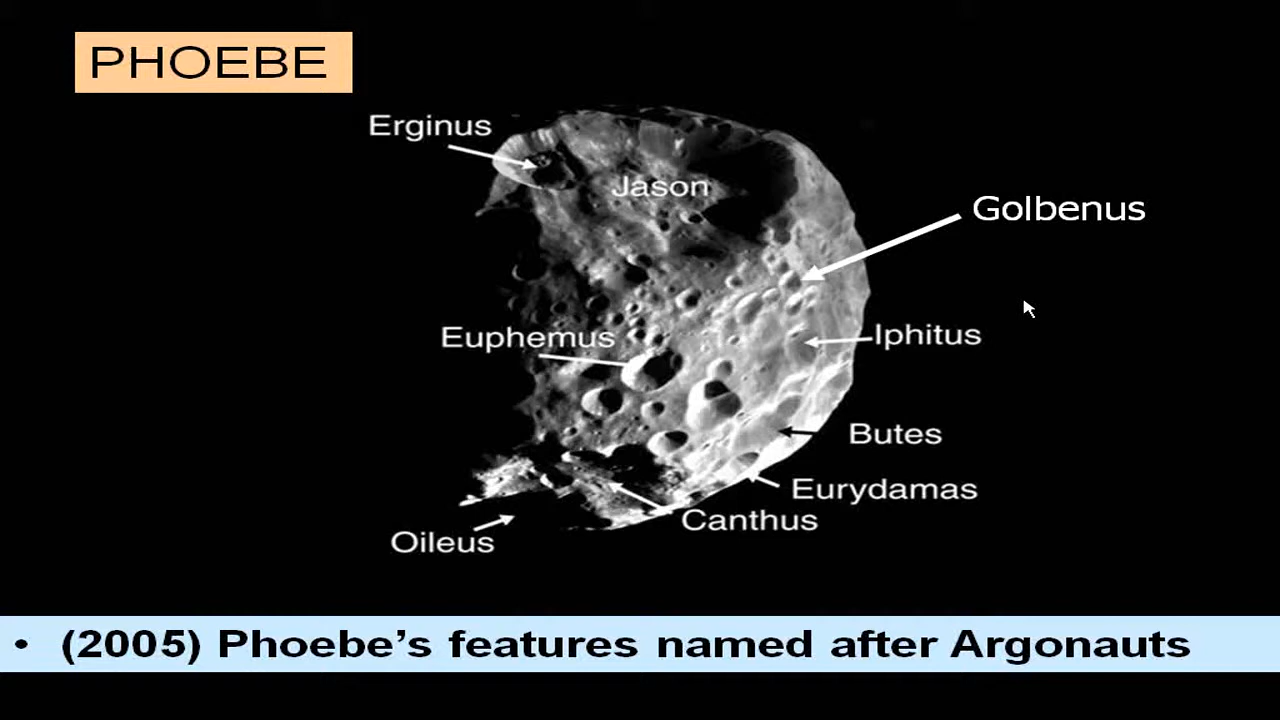 PHOEBE
Erginus
Jason
Golbenus
Euphemus
Iphitus
Butes
Eurydamas
Canthus
Oileus
• (2005) Phoebe's features named after Argonauts